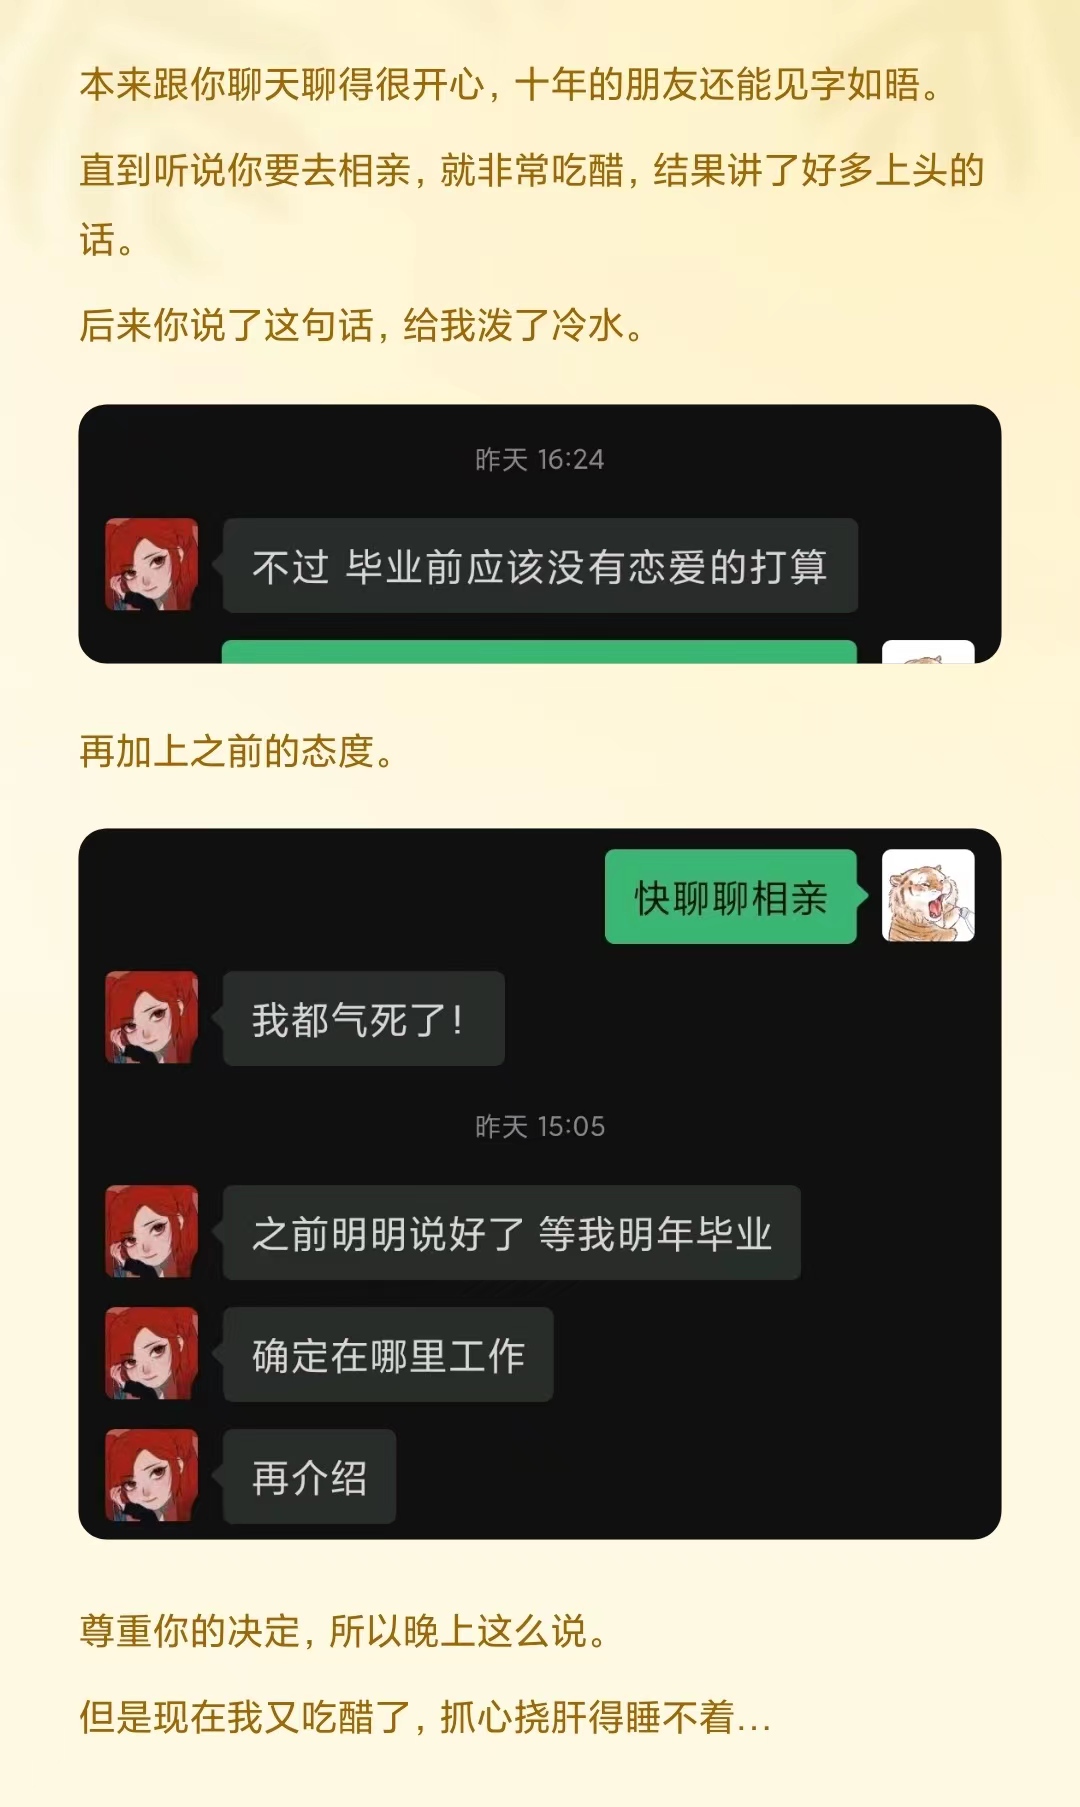 本来跟你聊天聊得很开心，十年的朋友还能见字如晤。
直到听说你要去相亲，就非常吃醋，结果讲了好多上头的
话。
后来你说了这句话，给我泼了冷水。
昨天 16:24
不过 毕业前应该没有恋爱的打算
再加上之前的态度。
快聊聊相亲
我都气死了！
昨天 15:05
之前明明说好了 等我明年毕业
确定在哪里工作
再介绍
尊重你的决定，所以晚上这么说。
但是现在我又吃醋了，抓心挠肝得睡不着...